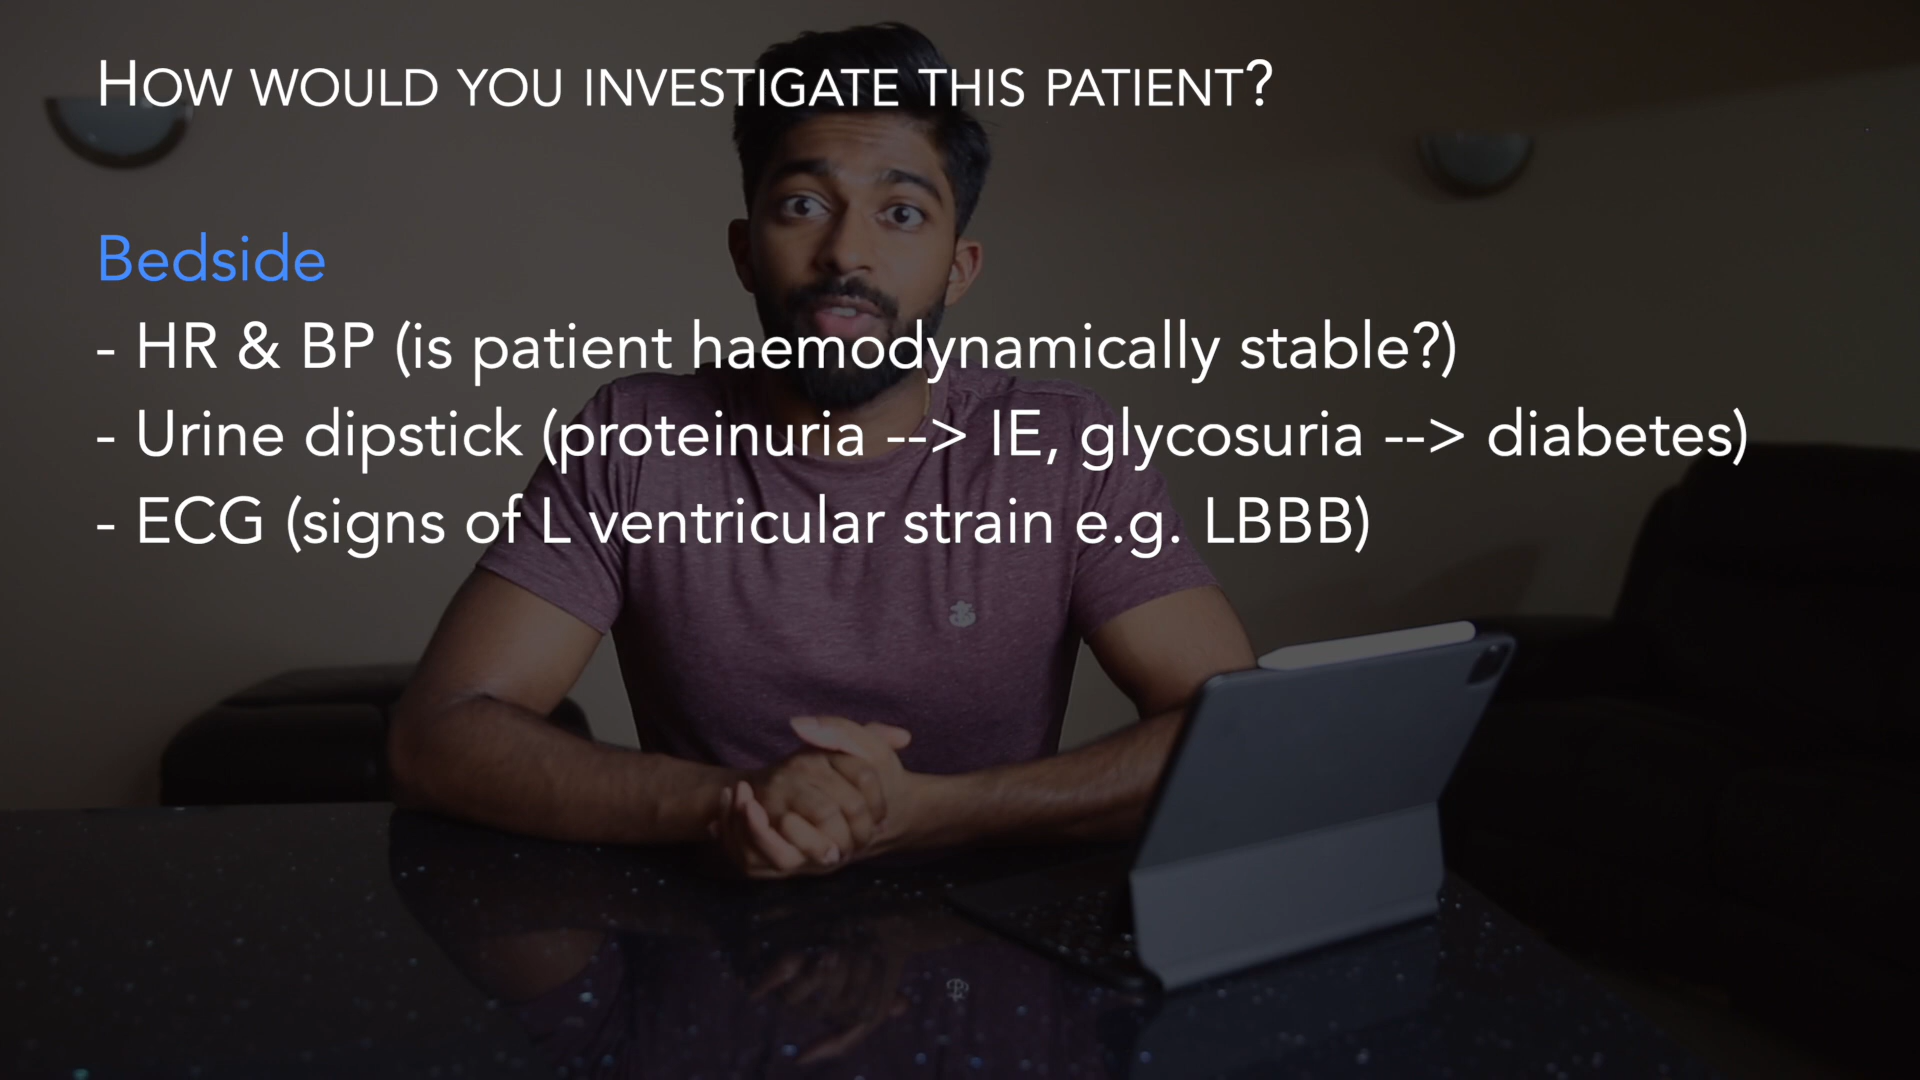 How would you investigate this patient?
Bedside
- HR & BP (is patient haemodynamically stable?)
- Urine dipstick (proteinuria --> IE, glycosuria --> diabetes)
- ECG (signs of L ventricular strain e.g. LBBB)